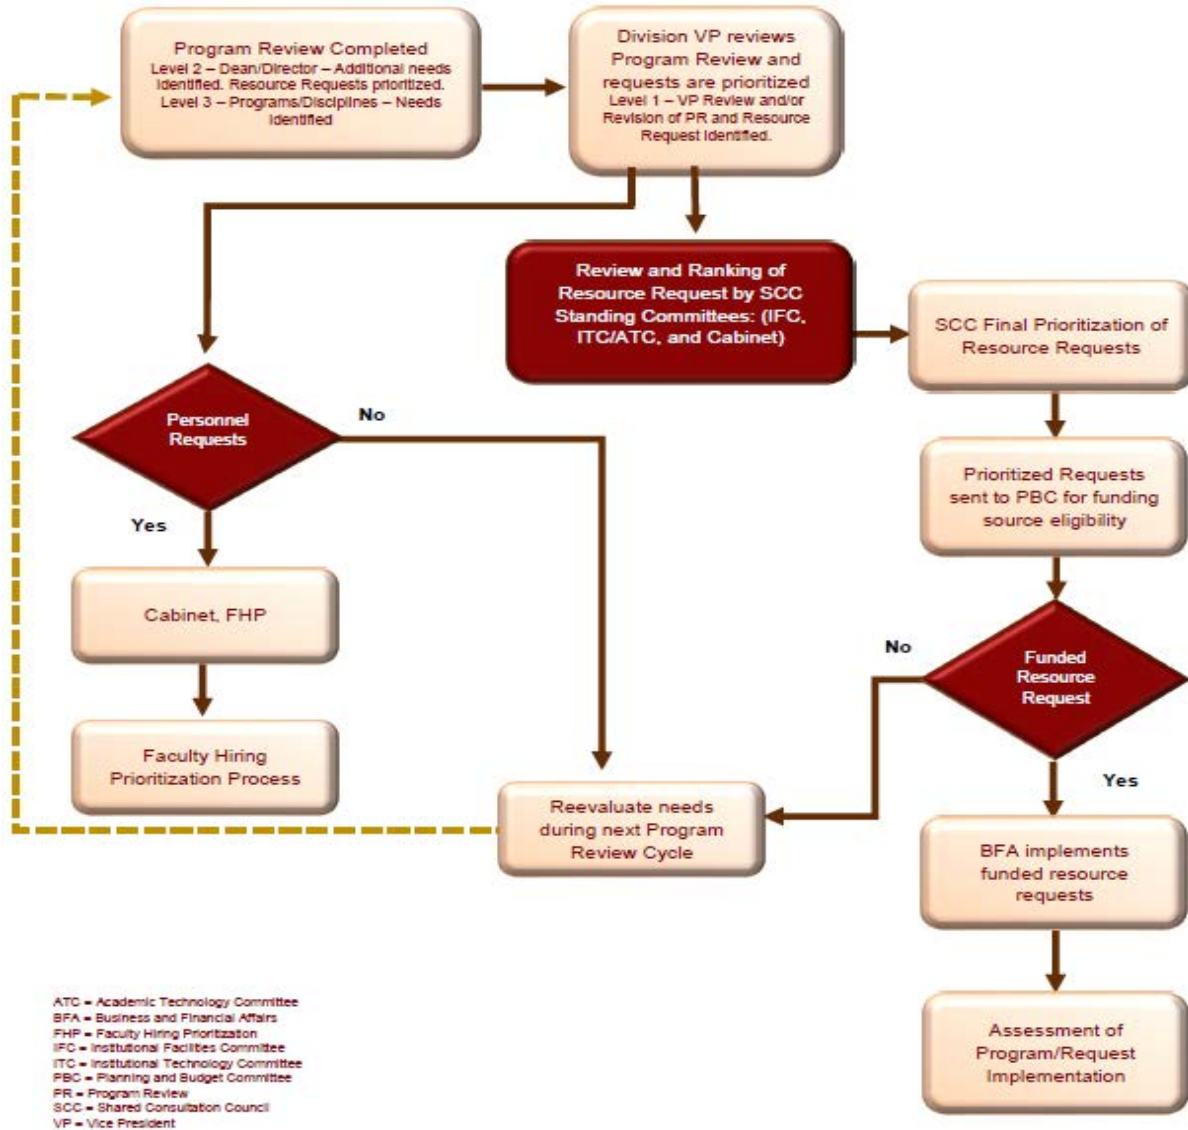 Program Review Completed
Level 2 – Dean/Director – Additional needs
identified. Resource Requests prioritized.
Level 3 – Programs/Disciplines – Needs
identified
Division VP reviews
Program Review and
requests are prioritized
Level 1 – VP Review and/or
Revision of PR and Resource
Request identified.
Review and Ranking of
Resource Request by SCC
Standing Committees: (IFC,
ITC/ATC, and Cabinet)
SCC Final Prioritization of
Resource Requests
Personnel
Requests
No
Yes
Prioritized Requests
sent to PBC for funding
source eligibility
Cabinet, FHP
No
Funded
Resource
Request
Yes
Faculty Hiring
Prioritization Process
Reevaluate needs
during next Program
Review Cycle
BFA implements
funded resource
requests
Assessment of
Program/Request
Implementation
ATC = Academic Technology Committee
BFA = Business and Financial Affairs
FHP = Faculty Hiring Prioritization
IFC = Institutional Facilities Committee
ITC = Institutional Technology Committee
PBC = Planning and Budget Committee
PR = Program Review
SCC = Shared Consultation Council
VP = Vice President